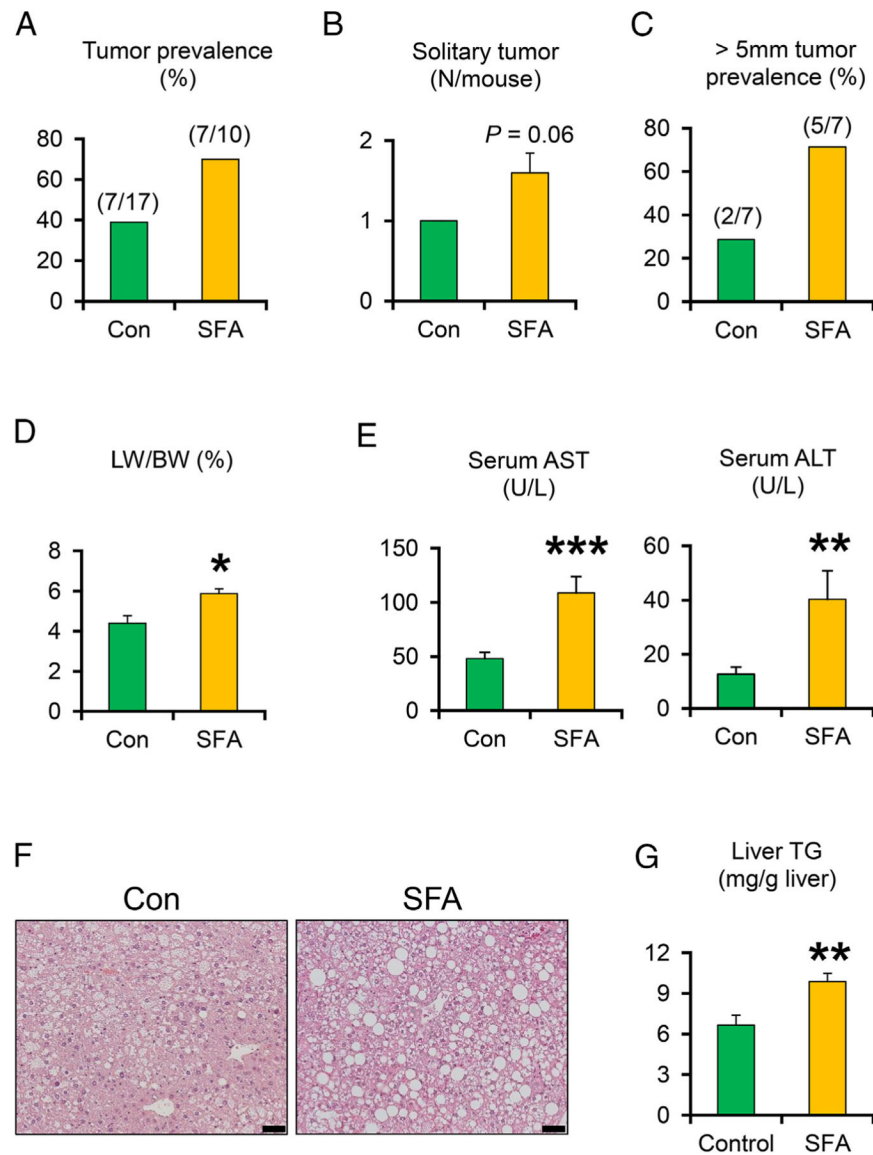 A
Tumor prevalence
(%)
80
60
40
20
0
(7/17)
(7/10)
Con
SFA
B
Solitary tumor
(N/mouse)
2
1
0
P = 0.06
Con
SFA
C
> 5mm tumor
prevalence (%)
80
60
40
20
0
(2/7)
(5/7)
Con
SFA
D
LW/BW (%)
8
6
4
2
0
*
Con
SFA
E
Serum AST
(U/L)
150
100
50
0
***
Con
SFA
Serum ALT
(U/L)
60
40
20
0
**
Con
SFA
F
Con
SFA
G
Liver TG
(mg/g liver)
12
9
6
3
0
**
Control
SFA